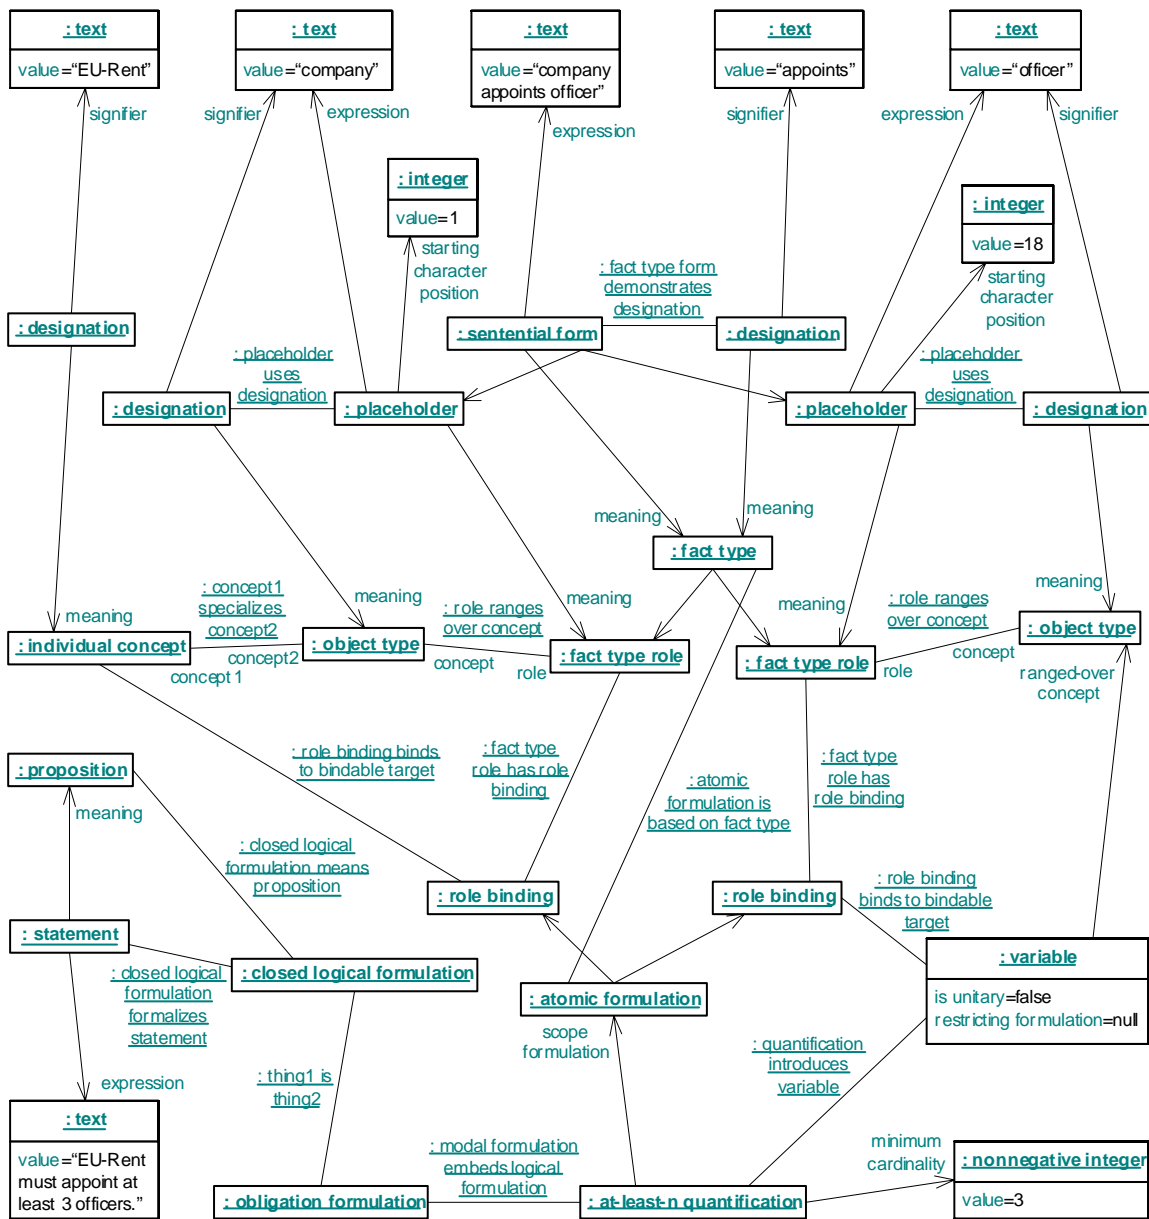 : text
value="EU-Rent"
: text
value="company"
: text
value="company
appoints officer"
: text
value="appoints"
: text
value="officer"
signifier
signifier
expression
expression
signifier
expression
signifier
: integer
value=1
: integer
value=18
starting
character
position
starting
character
position
: fact type form
demonstrates
designation
: designation
: sentential form
: designation
: placeholder
uses
designation
: placeholder
uses
designation
: designation
: placeholder
: placeholder
: designation
meaning
meaning
: fact type
: concept1
specializes
concept2
meaning
: role ranges
over concept
meaning
meaning
: role ranges
over concept
meaning
meaning
: individual concept
concept2
concept 1
: object type
concept
role
: fact type role
: fact type role
role
concept
: object type
ranged-over
concept
: role binding binds
to bindable target
: fact type
role has role
binding
: atomic
formulation is
based on fact type
: fact type
role has
role binding
: proposition
meaning
: closed logical
formulation means
proposition
: role binding
: role binding
: role binding
binds to bindable
target
: statement
: closed logical
formulation
formalizes
statement
: closed logical formulation
: atomic formulation
: variable
is unitary=false
restricting formulation=null
scope
formulation
: quantification
introduces
variable
: thing1 is
thing2
expression
: text
value="EU-Rent
must appoint at
least 3 officers."
: modal formulation
embeds logical
formulation
: obligation formulation
: at-least-n quantification
minimum
cardinality
: nonnegative integer
value=3